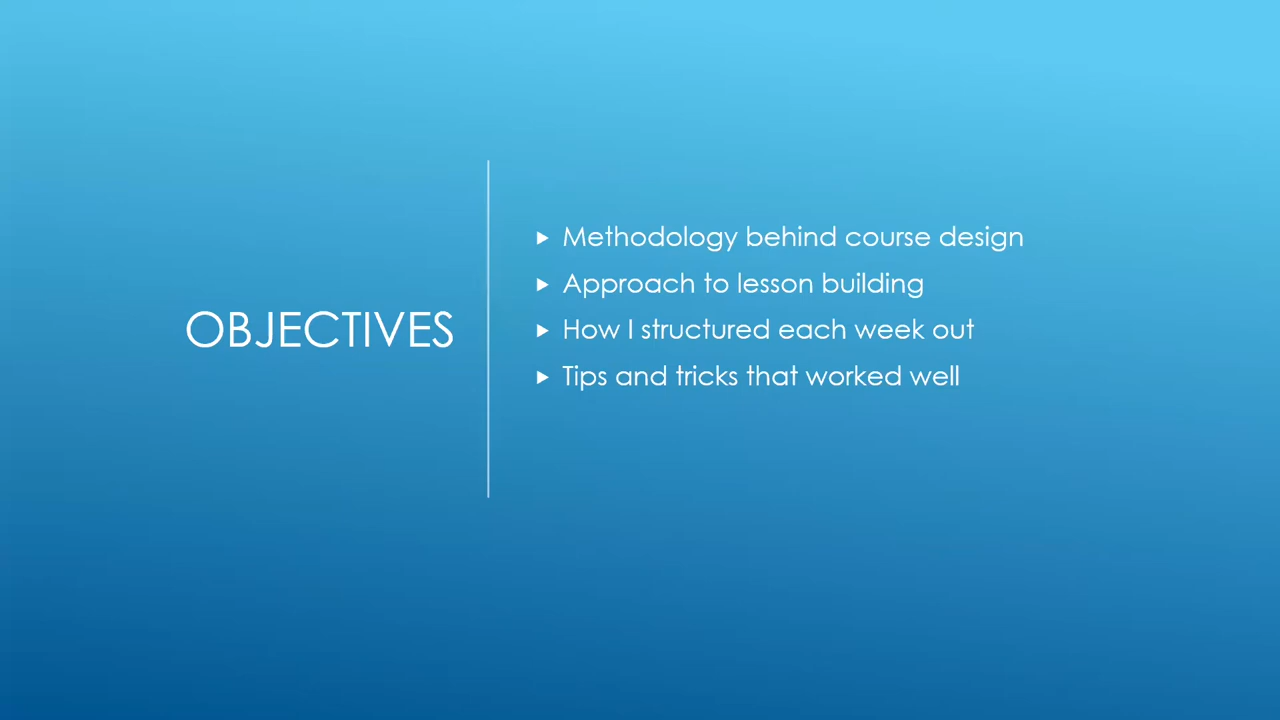 OBJECTIVES
Methodology behind course design
Approach to lesson building
How I structured each week out
Tips and tricks that worked well